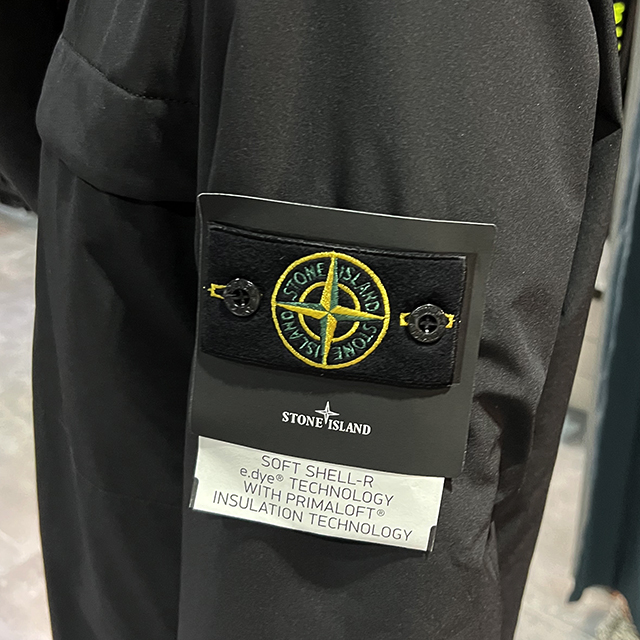 STONE ISLAND
STONE ISLAND
STONE ISLAND
SOFT SHELL-R
e.dye® TECHNOLOGY
WITH PRIMALOFT®
INSULATION TECHNOLOGY